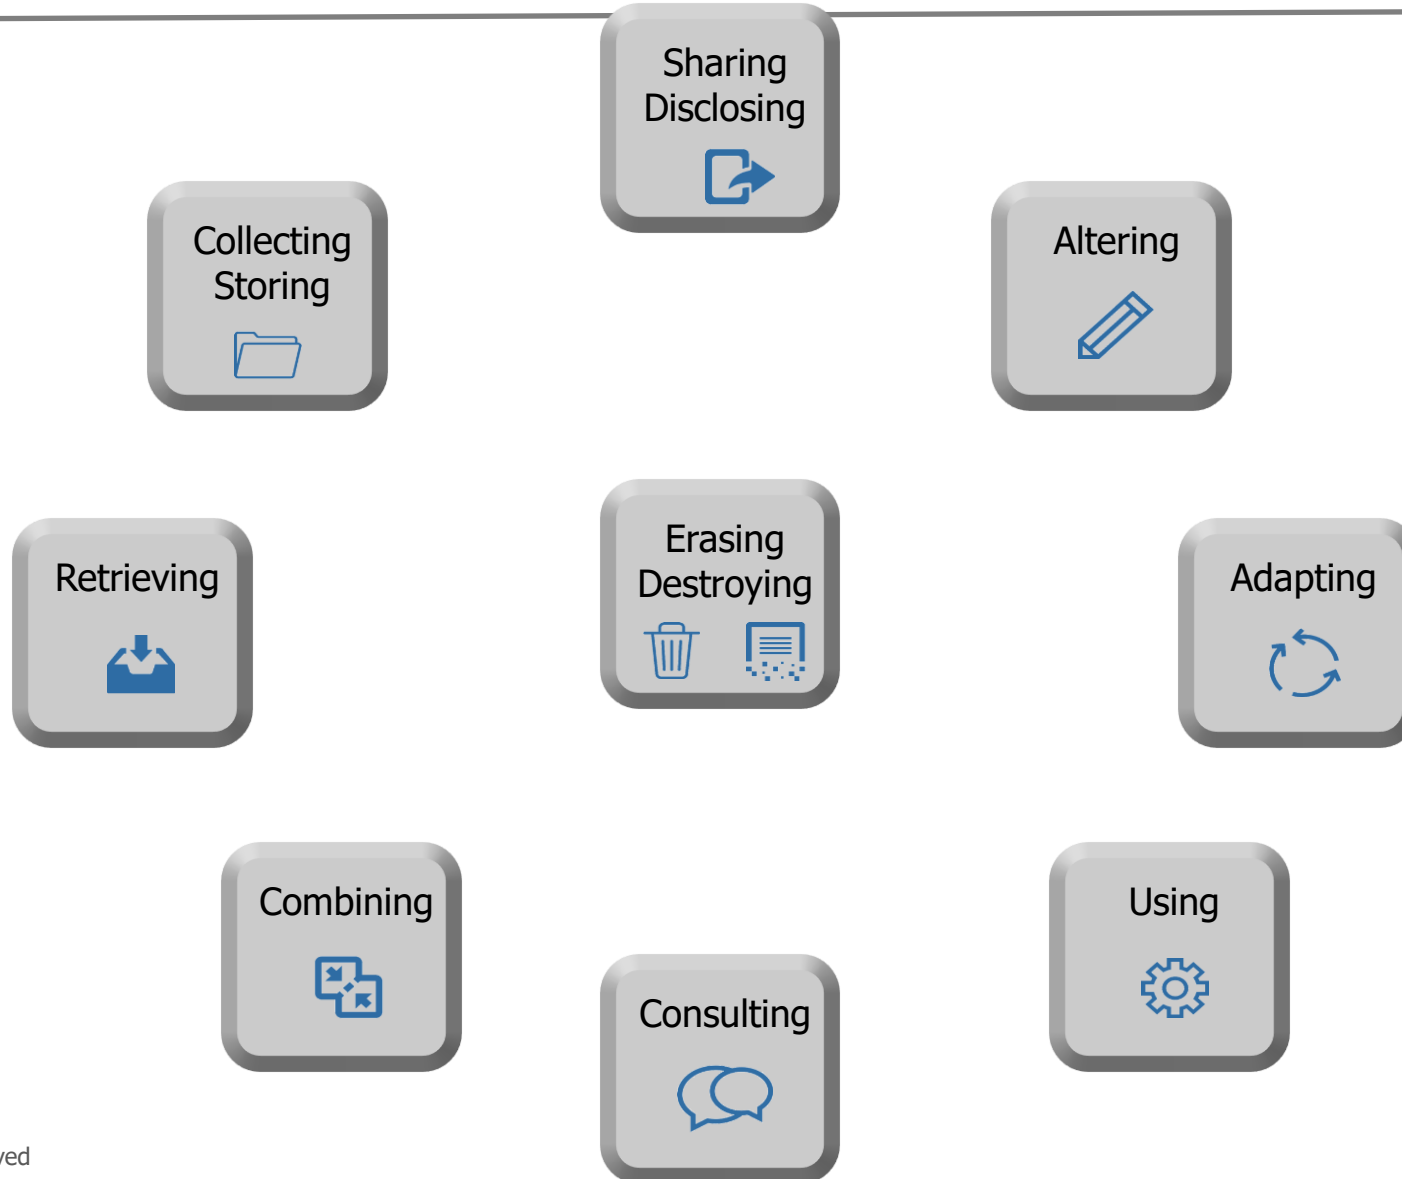 Sharing
Disclosing
Collecting
Storing
Altering
Retrieving
Erasing
Destroying
Adapting
Combining
Using
Consulting